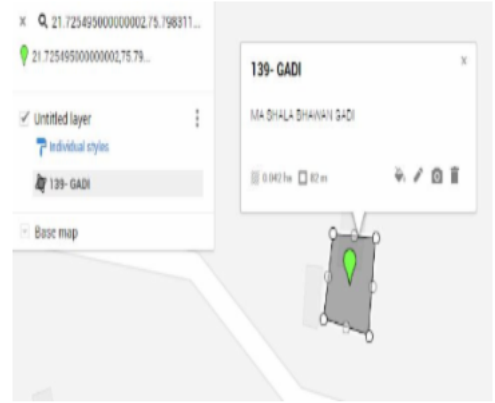 21.725495000000002,75.798311...
21.725495000000002,75.79...
Untitled layer
Individual styles
139- GADI
Base map
139- GADI
MA SHALA BHAWAN GADI
0.042 ha 82 m